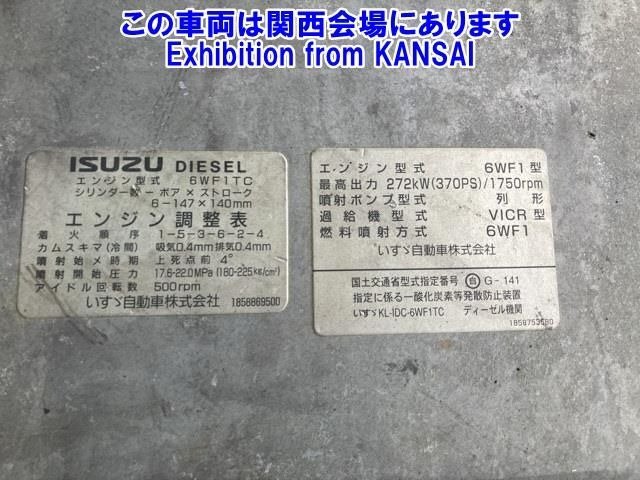 この車両は関西会場にあります
Exhibition from KANSAI
ISUZU DIESEL
エンジン型式 6WF1TC
シリンダー数－ボア×ストローク
6-147×140mm
エンジン調整表
着火順序 1-5-3-6-2-4
カムスキマ(冷間) 吸気0.4mm排気0.4mm
噴射始メ時期 上死点前 4°
噴射開始圧力 17.6-22.0MPa (180-225kg/cm²)
アイドル回転数 500rpm
いすゞ自動車株式会社 1858869500
エンジン型式 6WF1型
最高出力 272kW(370PS)/1750rpm
噴射ポンプ型式 列形
過給機型式 VICR型
燃料噴射方式 6WF1
いすゞ自動車株式会社
国土交通省型式指定番号 自 G-141
指定に係る一酸化炭素等発散防止装置
いすゞKL-IDC-6WF1TC ディーゼル機関